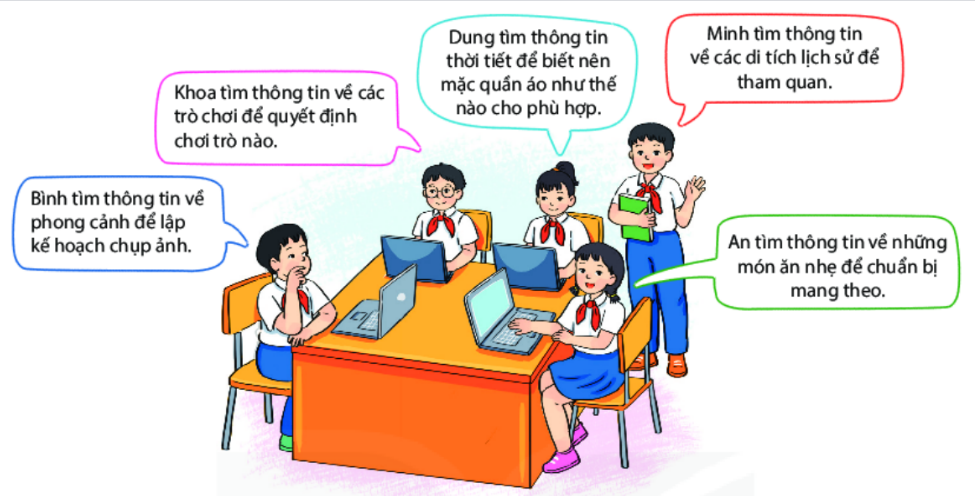 Bình tìm thông tin về
phong cảnh để lập
kế hoạch chụp ảnh.
Khoa tìm thông tin về các
trò chơi để quyết định
chơi trò nào.
Dung tìm thông tin
thời tiết để biết nên
mặc quần áo như thế
nào cho phù hợp.
Minh tìm thông tin
về các di tích lịch sử để
tham quan.
An tìm thông tin về những
món ăn nhẹ để chuẩn bị
mang theo.